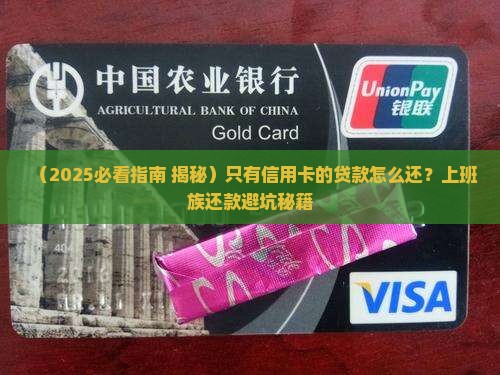 中国农业银行
AGRICULTURAL BANK OF CHINA
Gold Card
UnionPay
银联
（2025必看指南 揭秘）只有信用卡的贷款怎么还？上班
族还款避坑秘籍
VISA